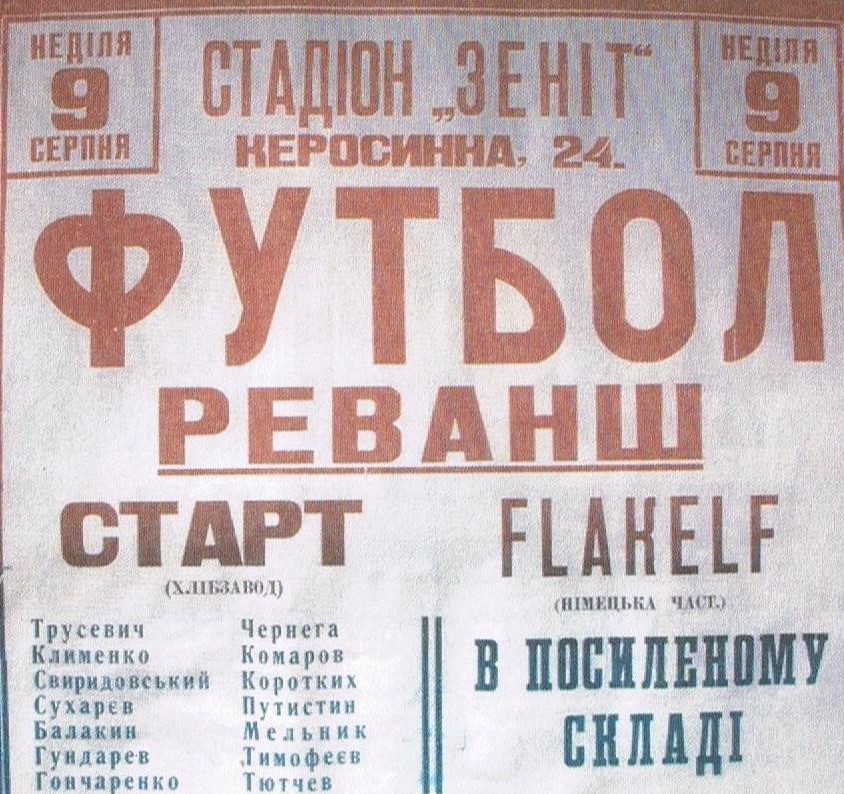 НЕДІЛЯ
9
СЕРПНЯ
СТАДІОН „ЗЕНІТ“
КЕРОСИННА, 24.
НЕДІЛЯ
9
СЕРПНЯ
ФУТБОЛ
РЕВАНШ
СТАРТ
(ХЛІБЗАВОД)
Трусевич
Клименко
Свиридовський
Сухарєв
Балакин
Гундарев
Гончаренко
Чернега
Комаров
Коротких
Путистин
Мельник
Тимофеєв
Тютчев
FLAKELF
(НІМЕЦЬКА ЧАСТ.)
В ПОСИЛЕНОМУ
СКЛАДІ